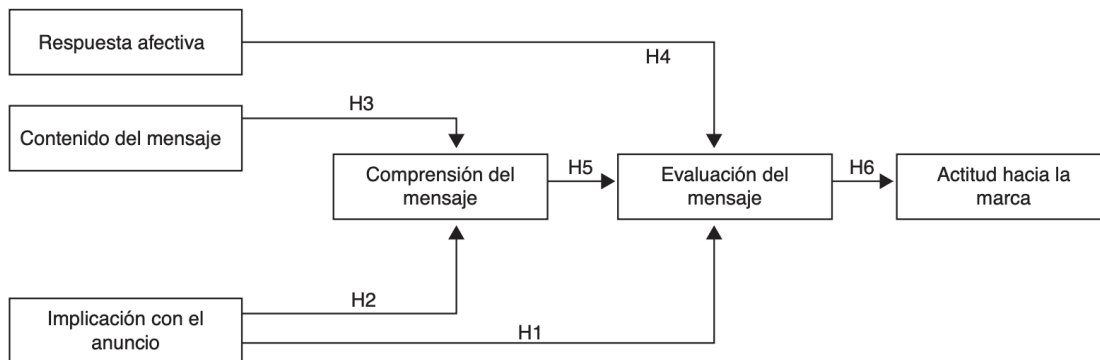 Respuesta afectiva
H4
H3
Contenido del mensaje
Comprensión del
mensaje
H5
Evaluación del
mensaje
H6
Actitud hacia la
marca
H2
Implicación con el
anuncio
H1